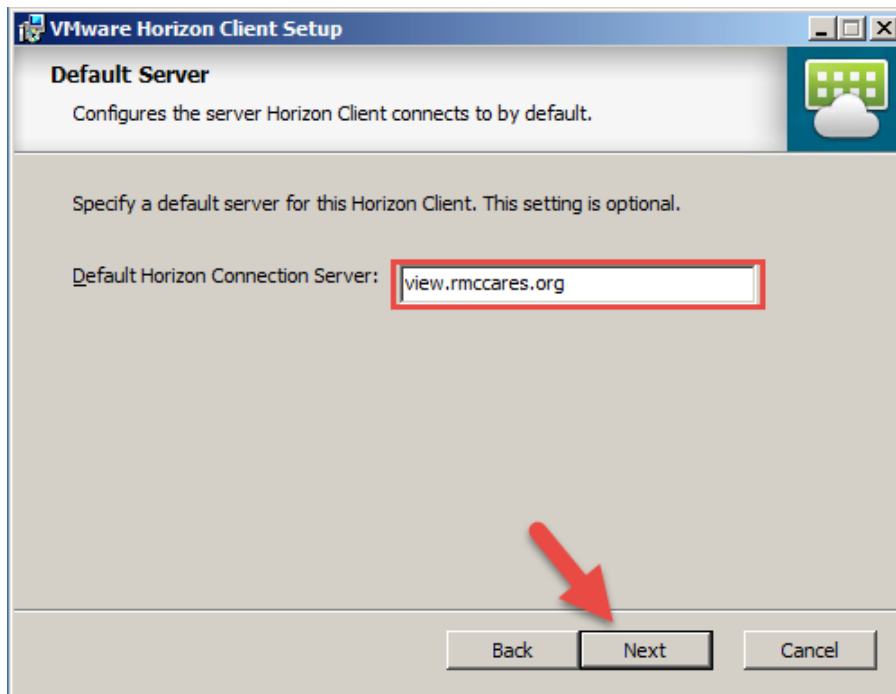 VMware Horizon Client Setup
Default Server
Configures the server Horizon Client connects to by default.
Specify a default server for this Horizon Client. This setting is optional.
Default Horizon Connection Server: view.rmccares.org
Back Next Cancel